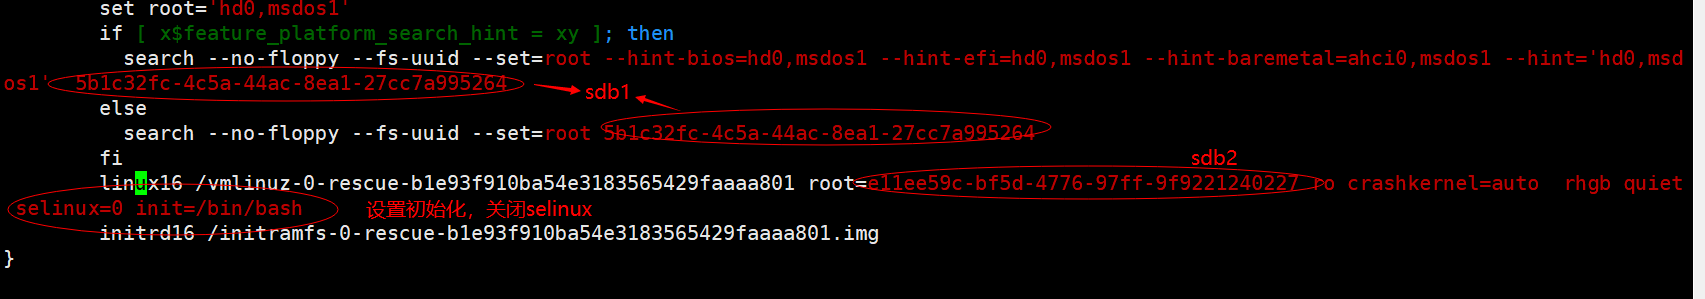 set root='hd0,msdos1'
if [ x$feature_platform_search_hint = xy ]; then
search --no-floppy --fs-uuid --set=root --hint-bios=hd0,msdos1 --hint-efi=hd0,msdos1 --hint-baremetal=ahci0,msdos1 --hint='hd0,msd
os1' 5b1c32fc-4c5a-44ac-8ea1-27cc7a995264
sdb1
else
search --no-floppy --fs-uuid --set=root 5b1c32fc-4c5a-44ac-8ea1-27cc7a995264
fi
sdb2
linux16 /vmlinuz-0-rescue-b1e93f910ba54e3183565429faaaa801 root=e11ee59c-bf5d-4776-97ff-9f9221240227 ro crashkernel=auto rhgb quiet
selinux=0 init=/bin/bash
设置初始化，关闭selinux
initrd16 /initramfs-0-rescue-b1e93f910ba54e3183565429faaaa801.img
}